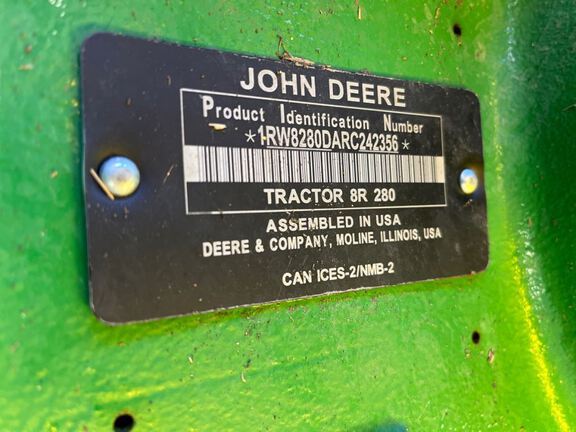 JOHN DEERE
Product Identification Number
*1RW8280DARC242356*
TRACTOR 8R 280
ASSEMBLED IN USA
DEERE & COMPANY, MOLINE, ILLINOIS, USA
CAN ICES-2/NMB-2